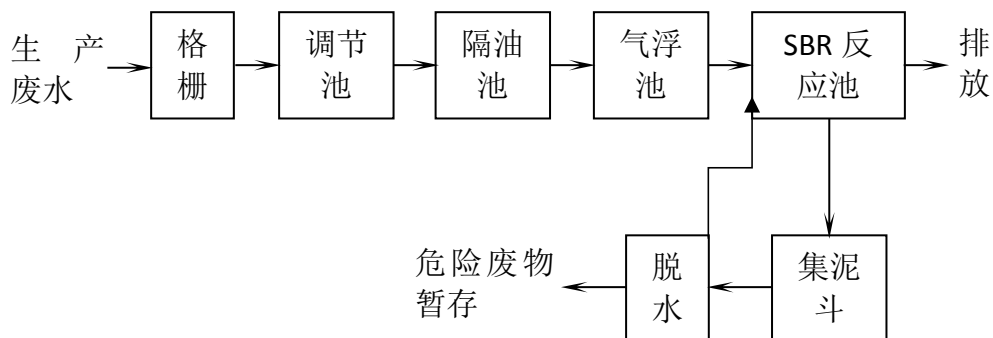 生 产
废水
格
栅
调节
池
隔油
池
气浮
池
SBR 反
应池
排
放
危险废物
暂存
脱
水
集泥
斗